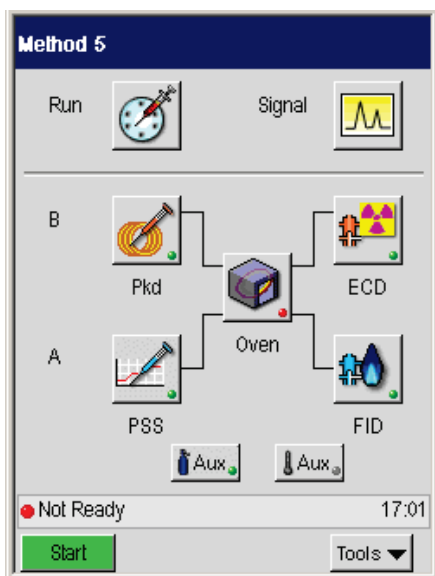 Method 5
Run Signal
B
Pkd ECD
Oven
A
PSS FID
Aux Aux
Not Ready 17:01
Start Tools